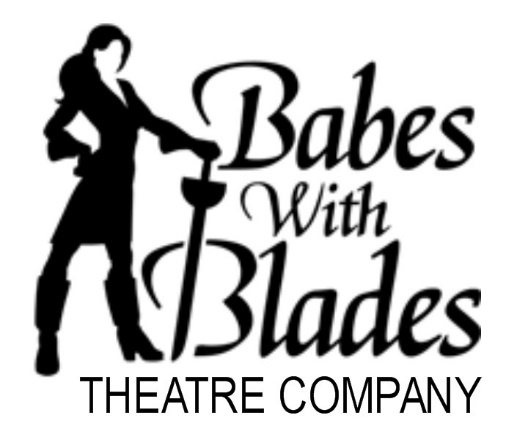 Babes
With
Blades
THEATRE COMPANY